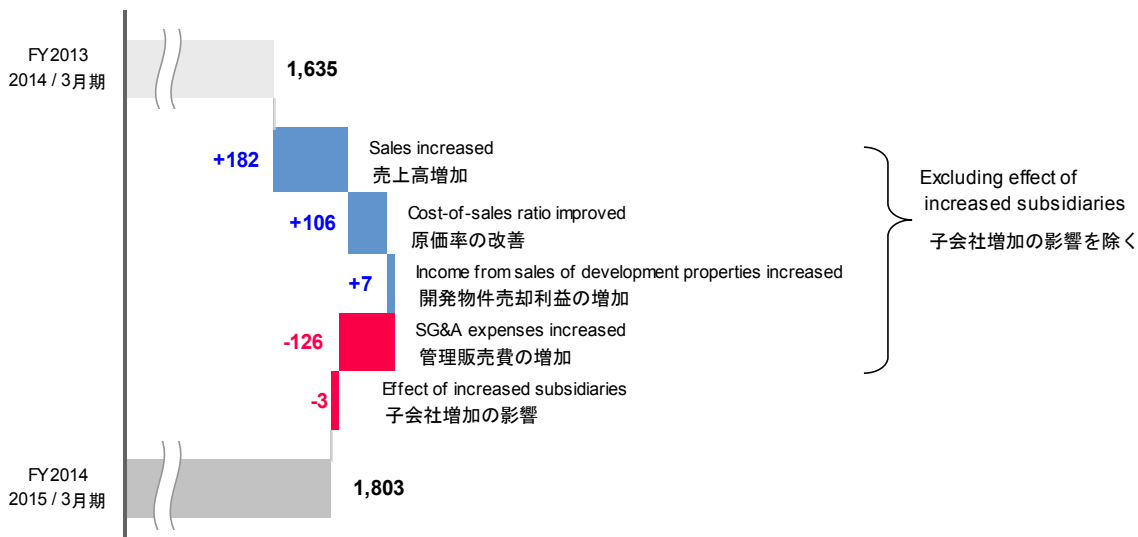 FY2013
2014 / 3月期
1,635
+182
Sales increased
売上高増加
+106
Cost-of-sales ratio improved
原価率の改善
+7
Income from sales of development properties increased
開発物件売却利益の増加
-126
SG&A expenses increased
管理販売費の増加
-3
Effect of increased subsidiaries
子会社増加の影響
Excluding effect of
increased subsidiaries
子会社増加の影響を除く
FY2014
2015 / 3月期
1,803